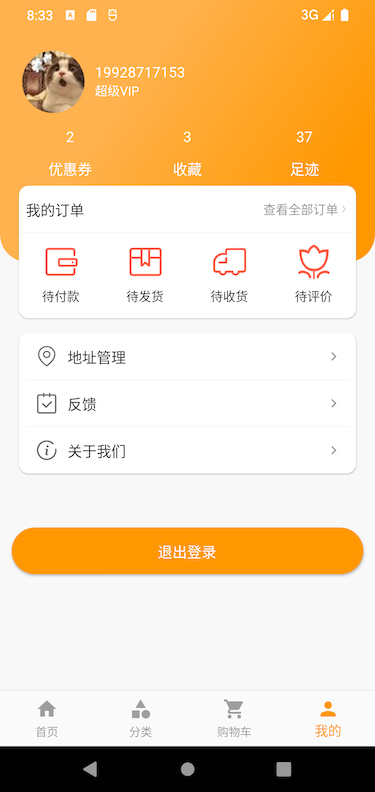 8:33
3G
19928717153
超级VIP
2 3 37
优惠券 收藏 足迹
我的订单 查看全部订单
待付款 待发货 待收货 待评价
地址管理
反馈
关于我们
退出登录
首页 分类 购物车 我的